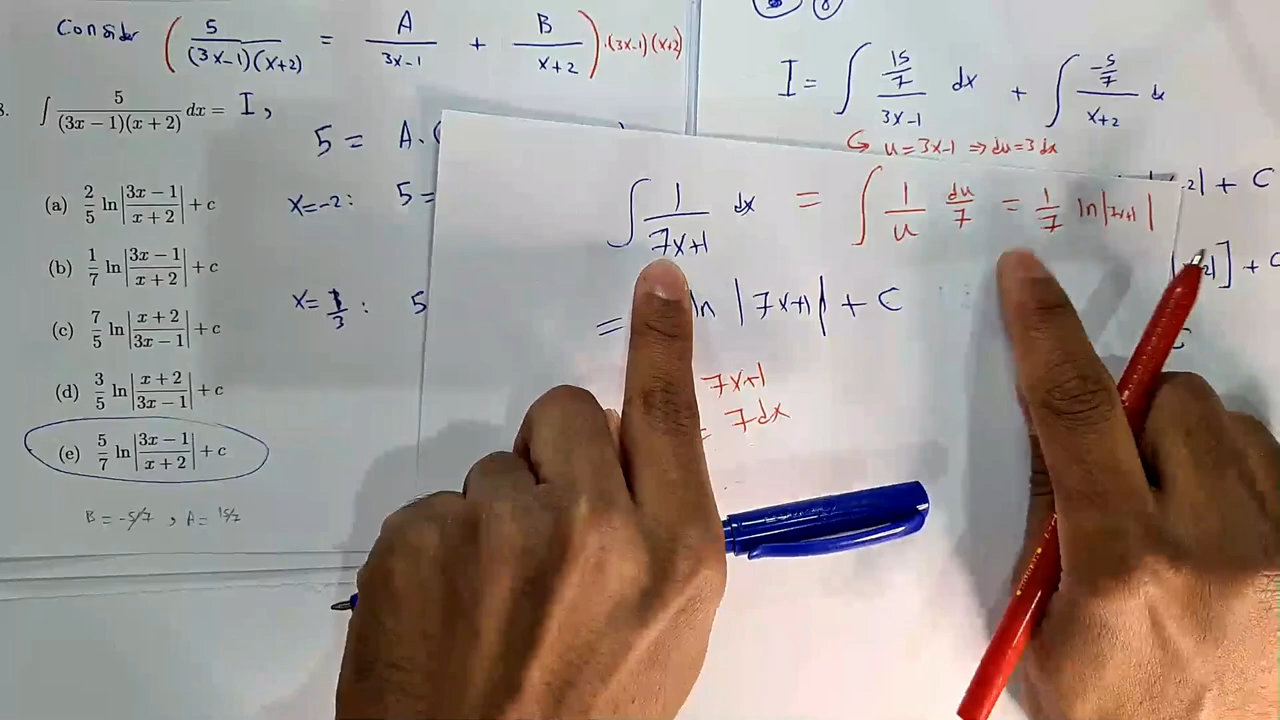 Consider ( 5/((3x-1)(x+2)) = A/(3x-1) + B/(x+2) ) · (3x-1)(x+2)
∫ 5/((3x − 1)(x + 2)) dx = I,
5 = A.(
x=-2: 5=
x=1/3: 5
(a) 2/5 ln|(3x − 1)/(x + 2)| + c
(b) 1/7 ln|(3x − 1)/(x + 2)| + c
(c) 7/5 ln|(x + 2)/(3x − 1)| + c
(d) 3/5 ln|(x + 2)/(3x − 1)| + c
(e) 5/7 ln|(3x − 1)/(x + 2)| + c
B = -5/7 , A = 15/7
I = ∫ (15/7)/(3x-1) dx + ∫ (-5/7)/(x+2) dx
↳ u = 3x-1 ⇒ du = 3dx
| + C
] + C
∫ 1/(7x+1) dx = ∫ 1/u du/7 = 1/7 ln|7x+1|
= ln |7x+1| + C
7x+1
= 7dx